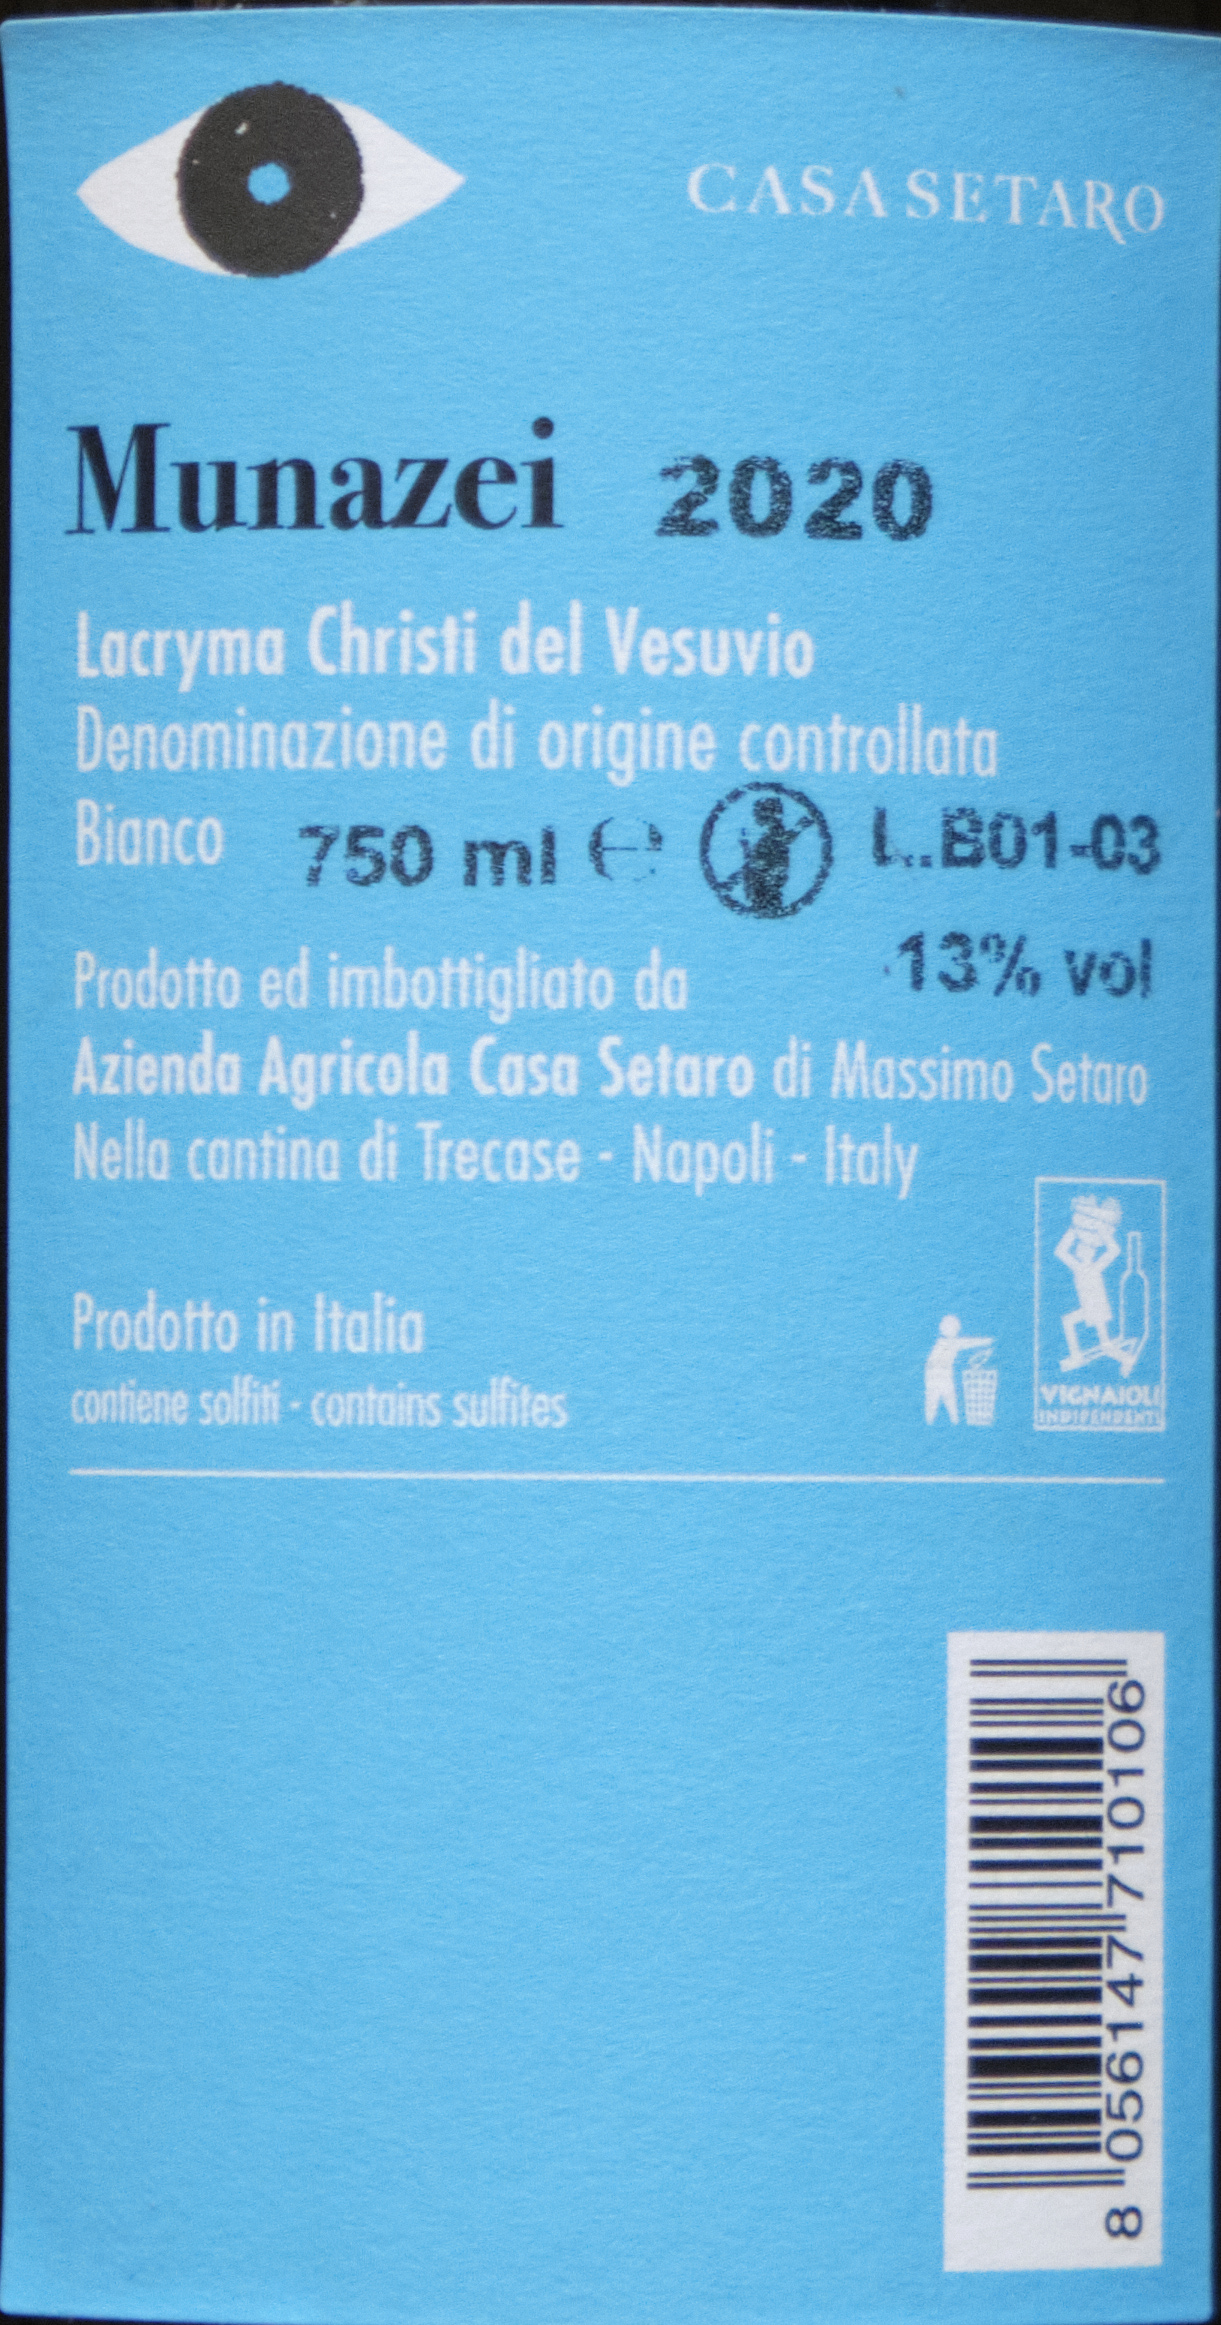 CASA SETARO
Munazei 2020
Lacryma Christi del Vesuvio
Denominazione di origine controllata
Bianco 750 ml ℮ L.B01-03
13% vol
Prodotto ed imbottigliato da
Azienda Agricola Casa Setaro di Massimo Setaro
Nella cantina di Trecase - Napoli - Italy
Prodotto in Italia
contiene solfiti - contains sulfites
VIGNAIOLI
INDIPENDENTI
8 056147 710106